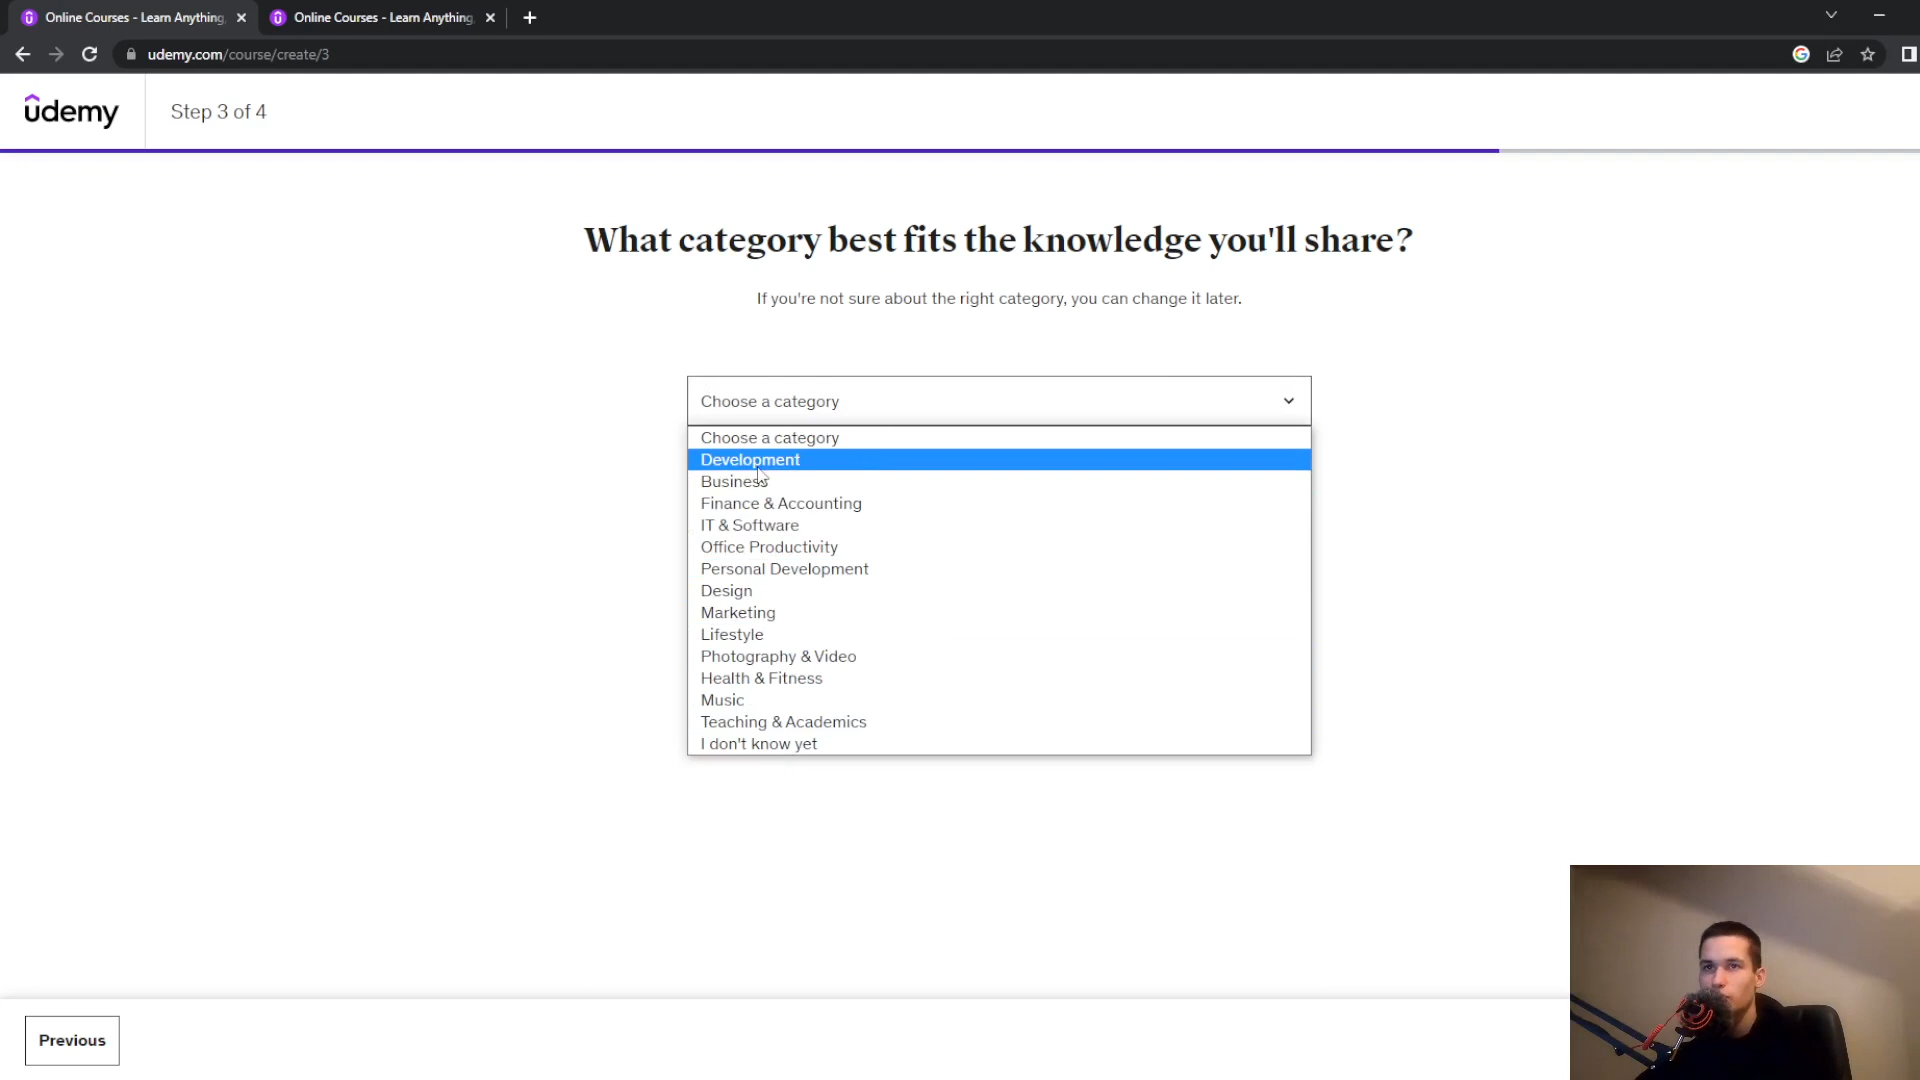 Online Courses - Learn Anything,
Online Courses - Learn Anything,
udemy.com/course/create/3
udemy
Step 3 of 4
What category best fits the knowledge you'll share?
If you're not sure about the right category, you can change it later.
Choose a category
Choose a category
Development
Business
Finance & Accounting
IT & Software
Office Productivity
Personal Development
Design
Marketing
Lifestyle
Photography & Video
Health & Fitness
Music
Teaching & Academics
I don't know yet
Previous